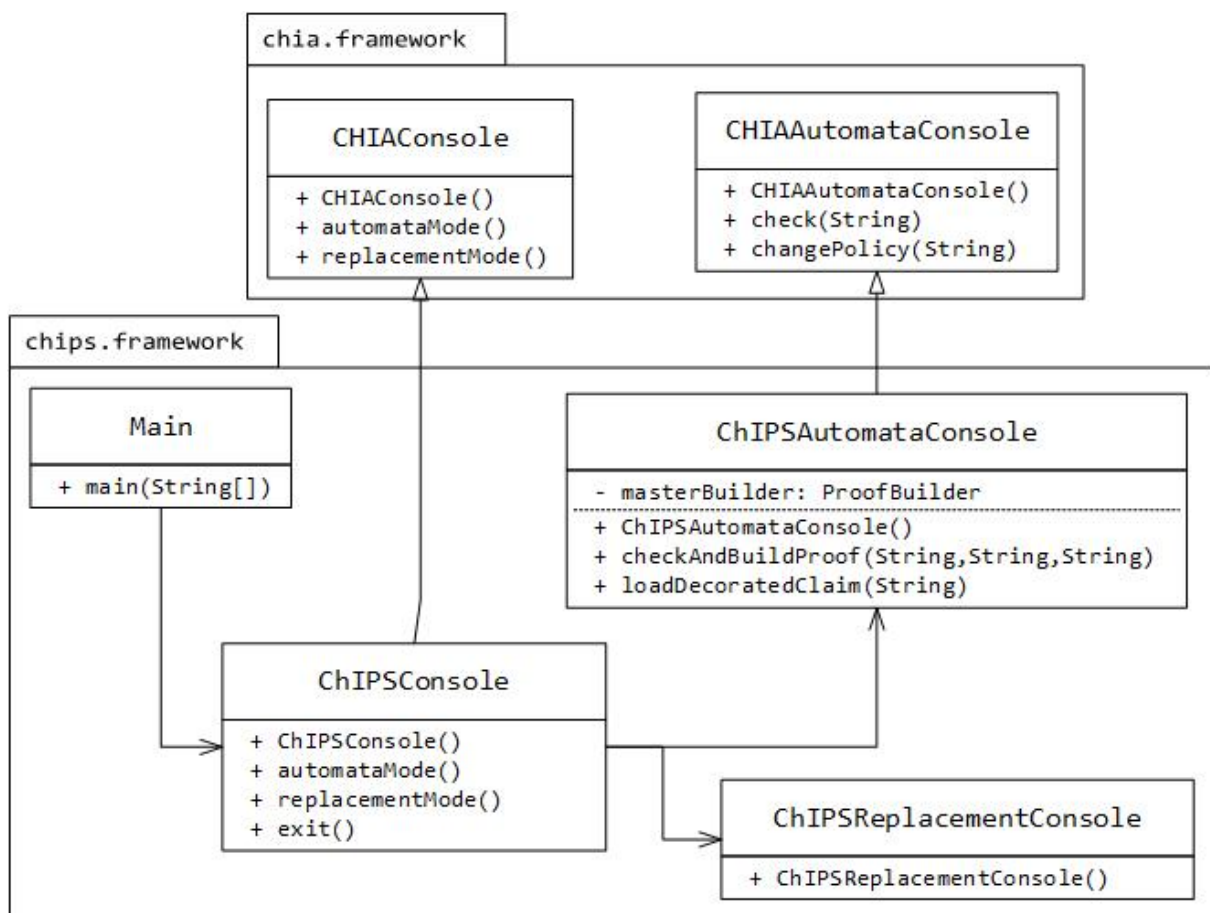 chia.framework
CHIAConsole
+ CHIAConsole()
+ automataMode()
+ replacementMode()
CHIAAutomataConsole
+ CHIAAutomataConsole()
+ check(String)
+ changePolicy(String)
chips.framework
Main
+ main(String[])
ChIPSAutomataConsole
- masterBuilder: ProofBuilder
+ ChIPSAutomataConsole()
+ checkAndBuildProof(String,String,String)
+ loadDecoratedClaim(String)
ChIPSConsole
+ ChIPSConsole()
+ automataMode()
+ replacementMode()
+ exit()
ChIPSReplacementConsole
+ ChIPSReplacementConsole()